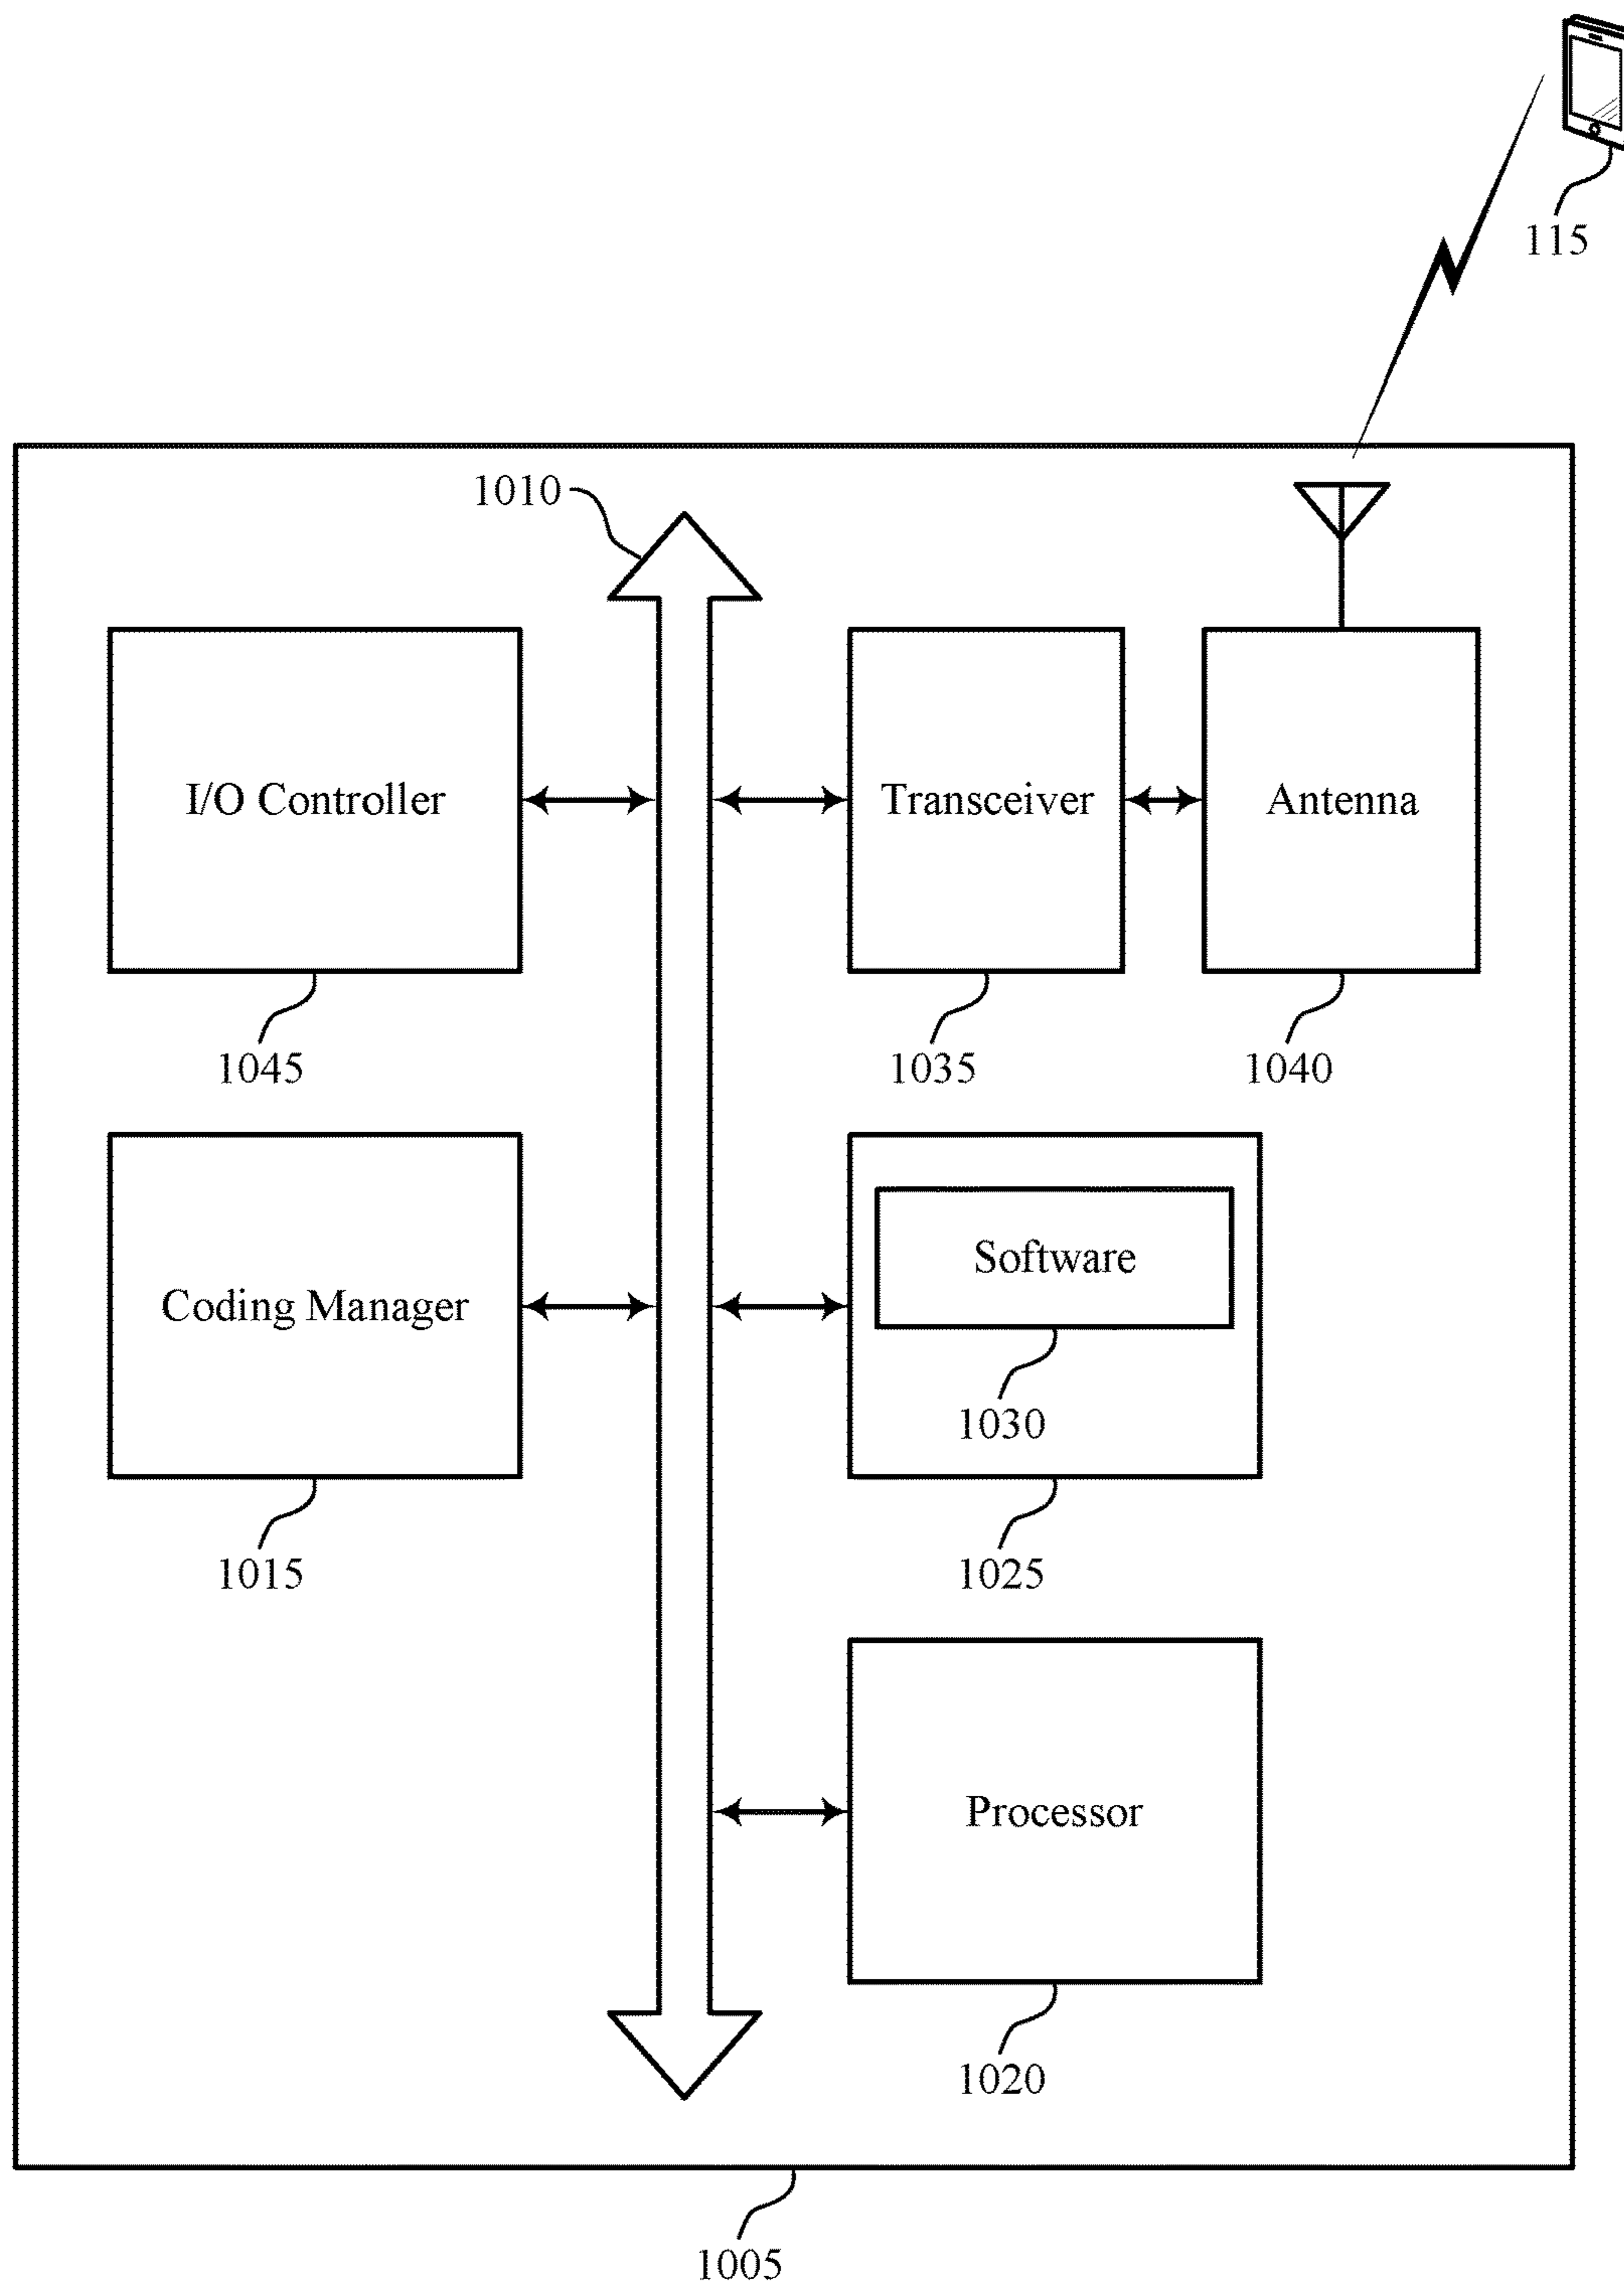 115
1010
I/O Controller
Transceiver
Antenna
1045
1035
1040
Coding Manager
Software
1030
1015
1025
Processor
1020
1005